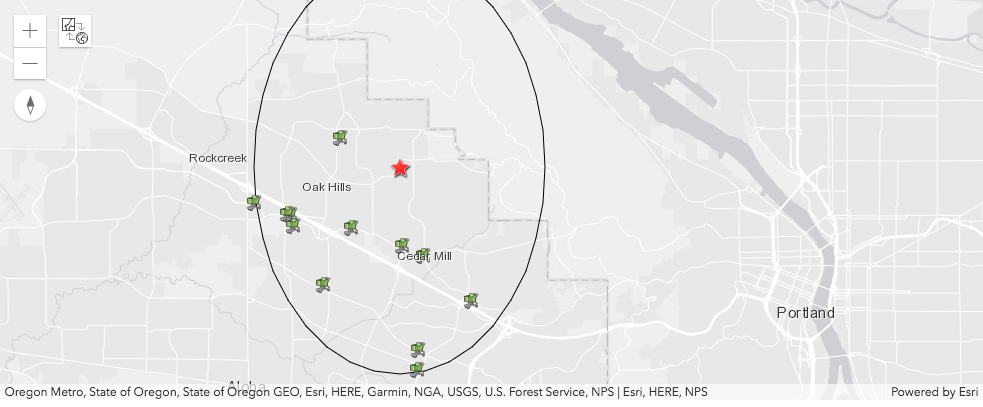 Rockcreek
Oak Hills
Cedar Mill
Portland
Aloha
Oregon Metro, State of Oregon, State of Oregon GEO, Esri, HERE, Garmin, NGA, USGS, U.S. Forest Service, NPS | Esri, HERE, NPS
Powered by Esri